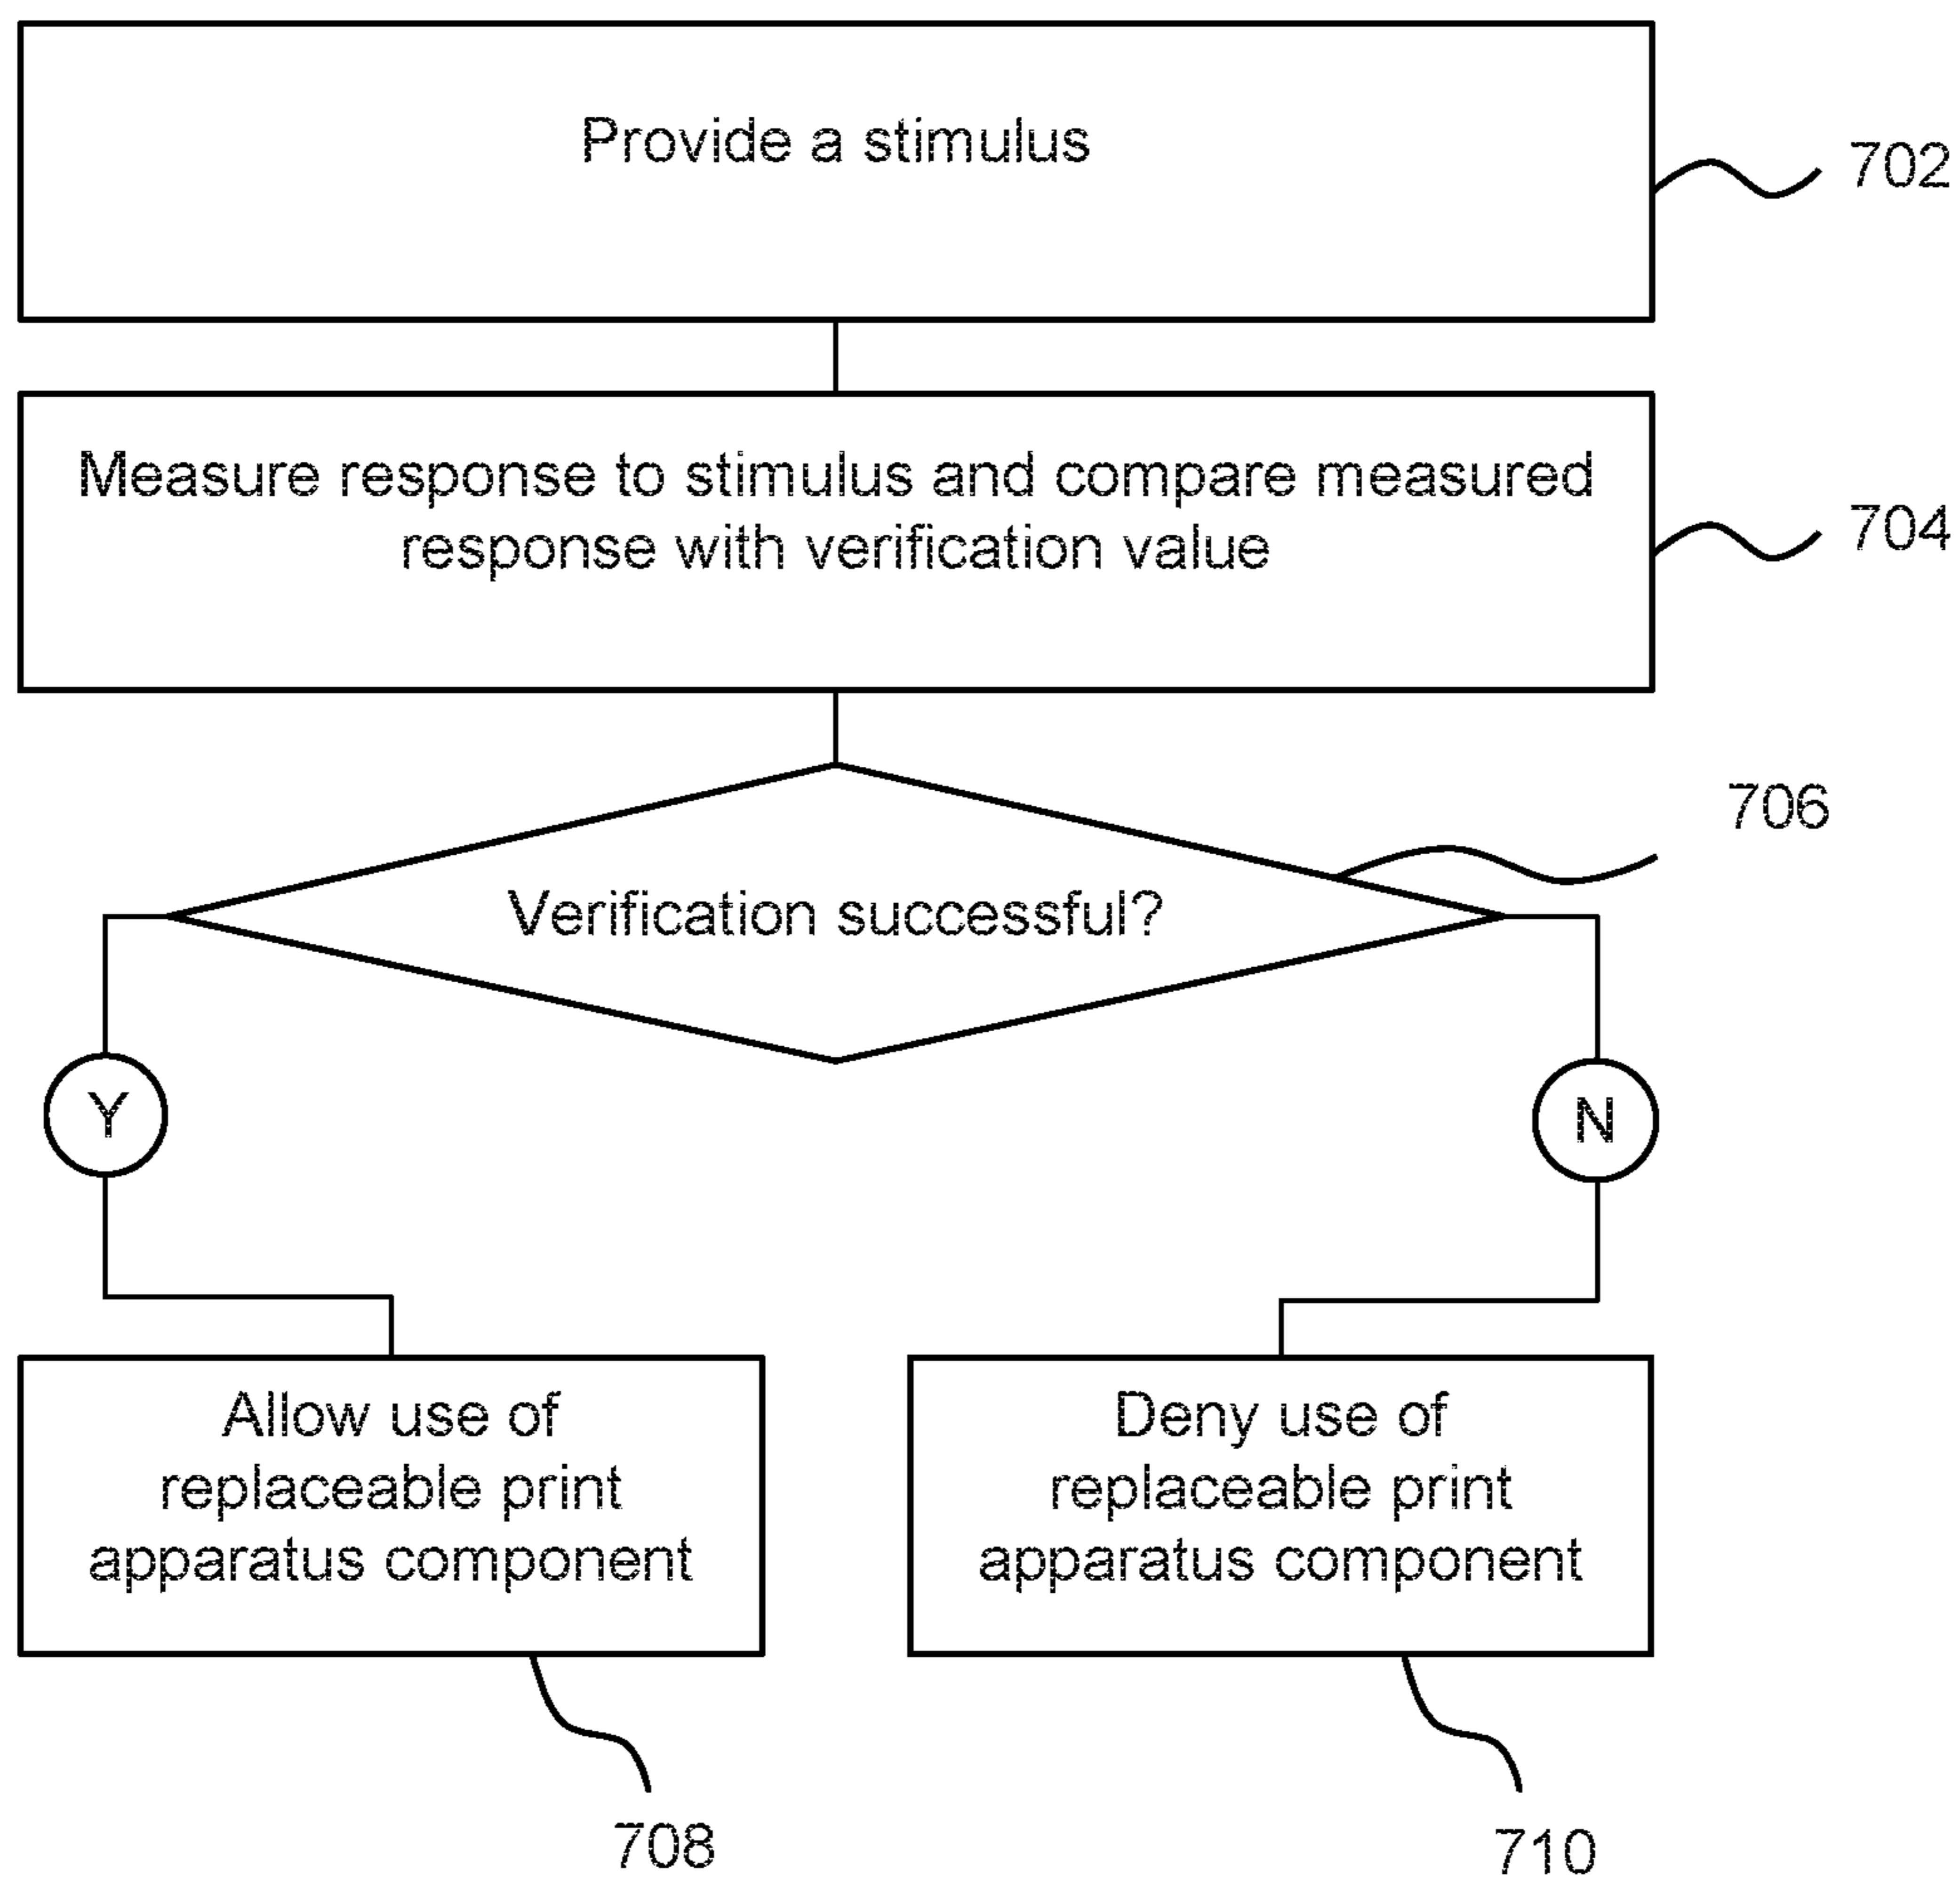 Provide a stimulus
702
Measure response to stimulus and compare measured
response with verification value
704
706
Verification successful?
Y
N
Allow use of
replaceable print
apparatus component
Deny use of
replaceable print
apparatus component
708
710